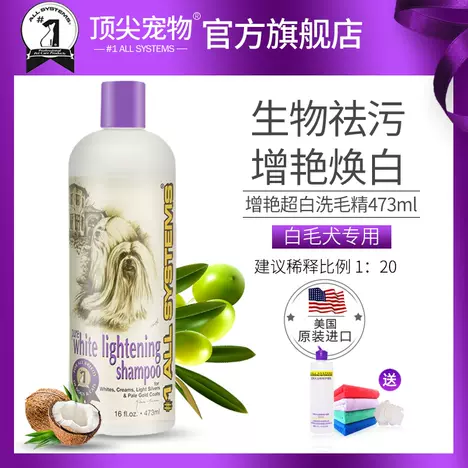 ALL SYSTEMS
#1
顶尖宠物®
#1 ALL SYSTEMS
官方旗舰店
生物祛污
增艳焕白
增艳超白洗毛精473ml
白毛犬专用
建议稀释比例 1：20
美国
原装进口
送
#1 ALL SYSTEMS®
pure
white lightening
shampoo
for
Whites, Creams, Light Silvers
& Pale Gold Coats
16 fl. oz. • 473ml